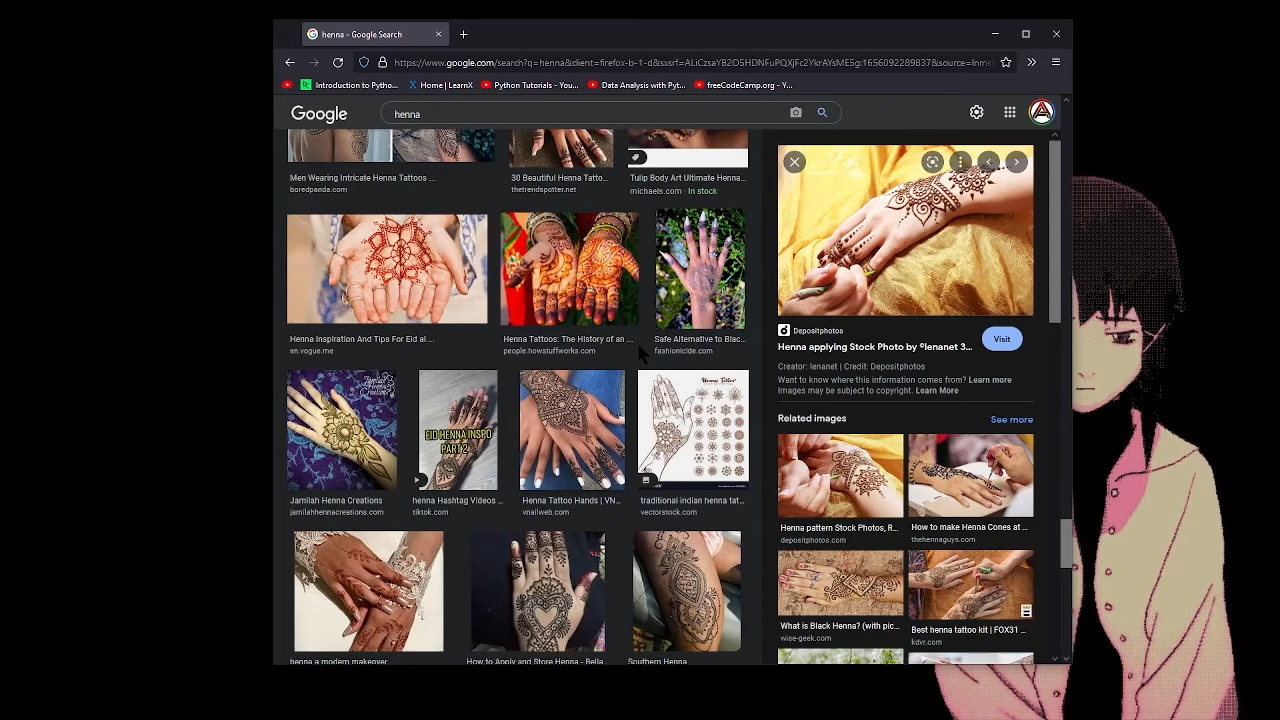 henna - Google Search
https://www.google.com/search?q=henna&client=firefox-b-1-d&sxsrf=ALiCzsaYB2O5HDNFuPQXjFc2YkrAYsME5g:1656092289837&source=lnms
Introduction to Pytho...
Home | LearnX
Python Tutorials - You...
Data Analysis with Pyt...
freeCodeCamp.org - Y...
Google
henna
Men Wearing Intricate Henna Tattoos ...
boredpanda.com
30 Beautiful Henna Tatto...
thetrendspotter.net
Tulip Body Art Ultimate Henna...
michaels.com · In stock
Henna Inspiration And Tips For Eid al ...
en.vogue.me
Henna Tattoos: The History of an ...
people.howstuffworks.com
Safe Alternative to Blac...
fashionicide.com
Jamilah Henna Creations
EID HENNA INSPO
PART 2
Henna Tattoo
Jamilah Henna Creations
jamilahhennacreations.com
henna Hashtag Videos ...
tiktok.com
Henna Tattoo Hands | VN...
vnailweb.com
traditional indian henna tat...
vectorstock.com
henna a modern makeover
How to Apply and Store Henna - Bella
Southern Henna
Depositphotos
Henna applying Stock Photo by ©lenanet 3...
Visit
Creator: lenanet | Credit: Depositphotos
Want to know where this information comes from? Learn more
Images may be subject to copyright. Learn More
Related images
See more
Henna pattern Stock Photos, R...
depositphotos.com
How to make Henna Cones at ...
thehennaguys.com
What is Black Henna? (with pic...
wise-geek.com
Best henna tattoo kit | FOX31 ...
kdvr.com